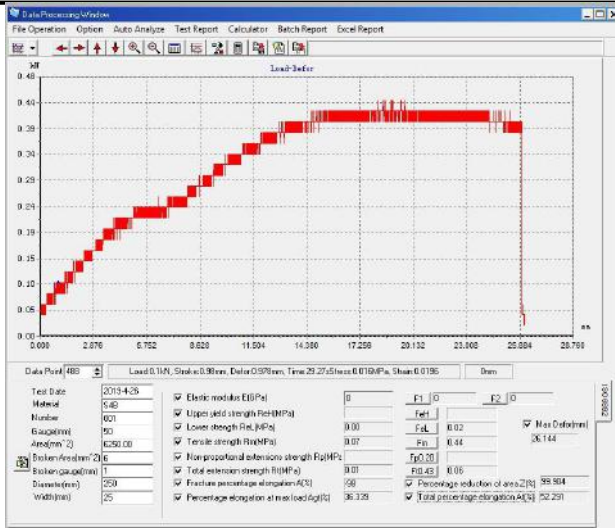 Data Processing Window
File Operation Option Auto Analyze Test Report Calculator Batch Report Excel Report
Load-Defor
kN
0.48
0.29
0.24
0.19
0.15
0.10
0.05
0.00
0.000 2.876 5.752 8.628 11.504 14.380 17.256 20.132 23.008 25.884 28.760
Data Point 488 Load:0.1kN, Stroke:0.98mm, Defor:0.978mm, Time:29.27s Stress:0.016MPa, Strain:0.0196 0mm
Test Date 2019-4-26
Material
Number 001
Gauge(mm) 50
Area(mm^2) 6250.00
Broken Area(mm^2) 6
Broken gauge(mm) 1
Diameter(mm) 250
Width(mm) 25
Elastic modulus E(GPa) 0
Upper yield strength ReH(MPa)
Lower strength ReL(MPa) 0.00
Tensile strength Rm(MPa) 0.07
Non-proportional extensions strength Rp(MPa
Total extension strength Rt(MPa) 0.01
Fracture percentage elongation A(%) -98
Percentage elongation at max load Agt(%) 36.339
F1 0 F2 0
FeH
FeL 0.02
Fm 0.44
Fp0.20
Ft0.43 0.06
Max Defor(mm)
26.144
Percentage reduction of area Z(%) 99.904
Total percentage elongation At(%) 52.291